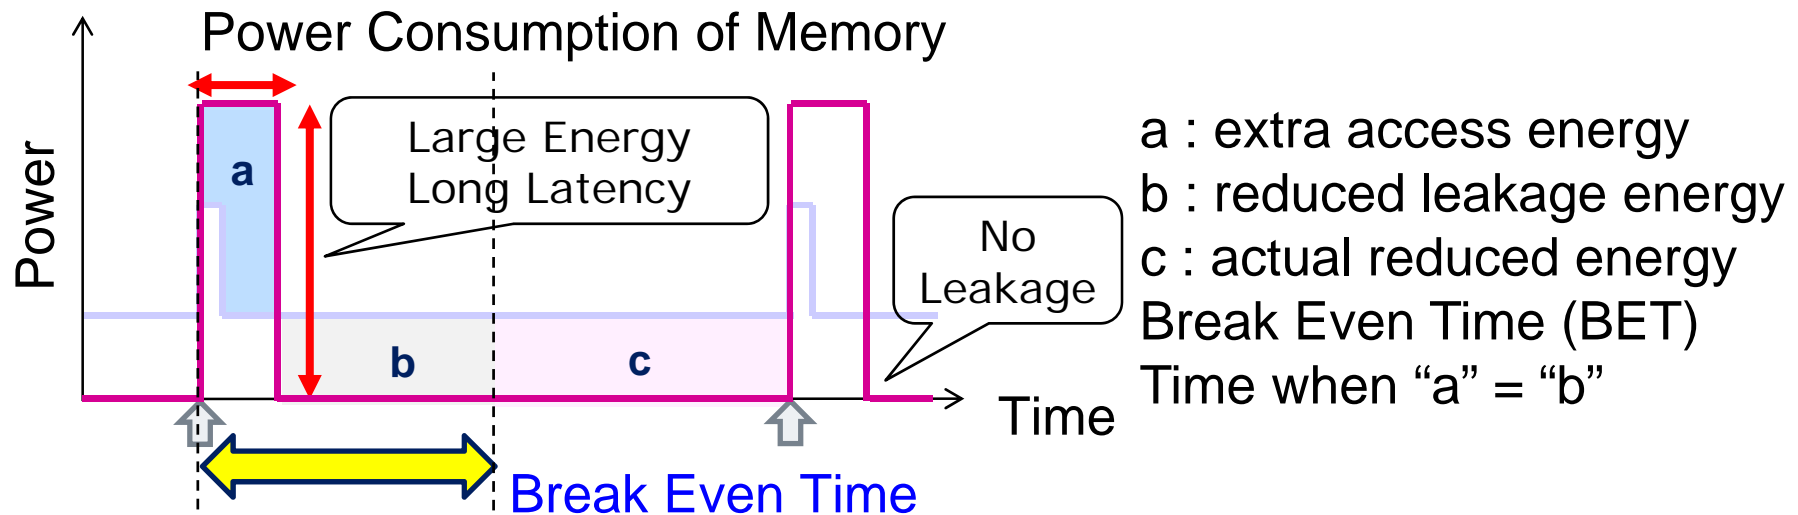 Power Consumption of Memory
Power
a
Large Energy
Long Latency
b
c
No
Leakage
Time
Break Even Time
a : extra access energy
b : reduced leakage energy
c : actual reduced energy
Break Even Time (BET)
Time when “a” = “b”